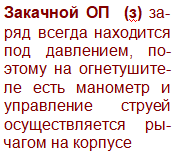 Закачной ОП (з) за-
ряд всегда находится
под давлением, по-
этому на огнетушите-
ле есть манометр и
управление струей
осуществляется ры-
чагом на корпусе